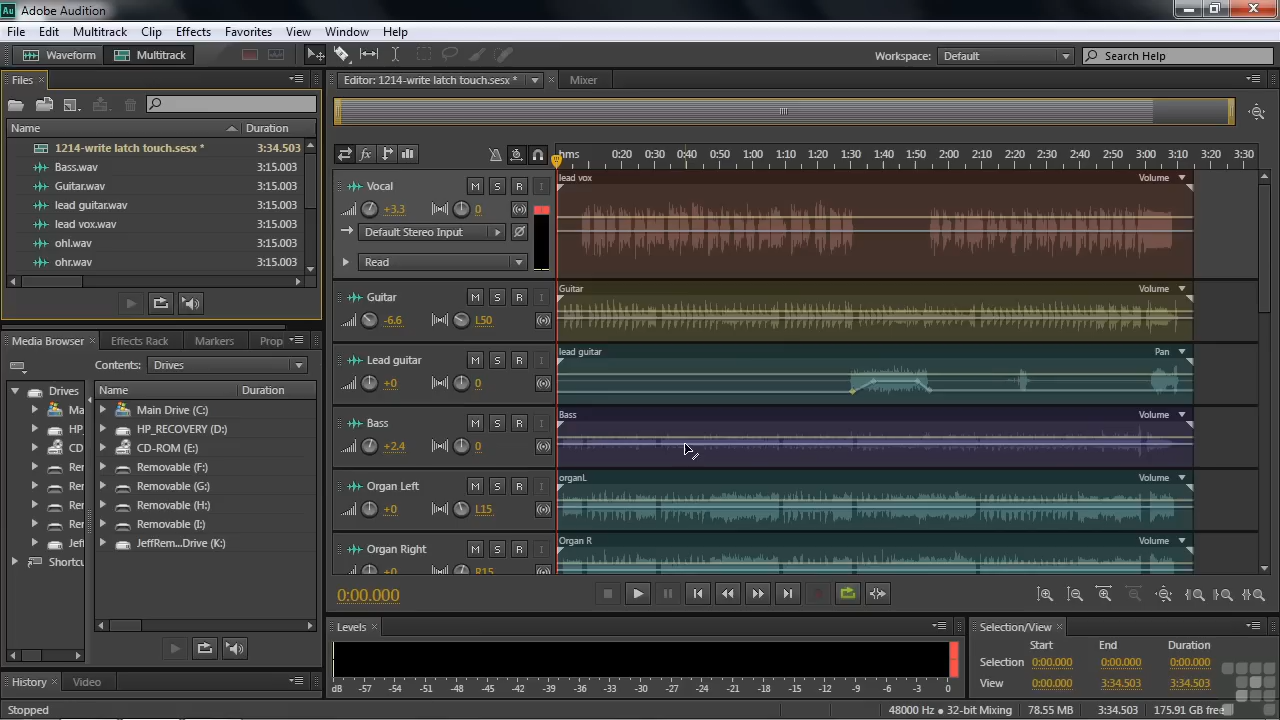 Au Adobe Audition
File Edit Multitrack Clip Effects Favorites View Window Help
Waveform Multitrack Workspace: Default Search Help
Files
Name Duration
1214-write latch touch.sesx * 3:34.503
Bass.wav 3:15.003
Guitar.wav 3:15.003
lead guitar.wav 3:15.003
lead vox.wav 3:15.003
ohl.wav 3:15.003
ohr.wav 3:15.003
Media Browser Effects Rack Markers Prop
Contents: Drives
Name Duration
Drives
Ma
HP_
CD
Rer
Rer
Rer
Rer
Jef
Shortcu
Main Drive (C:)
HP_RECOVERY (D:)
CD-ROM (E:)
Removable (F:)
Removable (G:)
Removable (H:)
Removable (I:)
JeffRem...Drive (K:)
History Video
Editor: 1214-write latch touch.sesx * Mixer
fx
hms 0:20 0:30 0:40 0:50 1:00 1:10 1:20 1:30 1:40 1:50 2:00 2:10 2:20 2:30 2:40 2:50 3:00 3:10 3:20 3:30
Vocal M S R I
+3.3 0
Default Stereo Input
Read
lead vox Volume
Guitar M S R I
-6.6 L50
Guitar Volume
Lead guitar M S R I
+0 0
lead guitar Pan
Bass M S R I
+2.4 0
Bass Volume
Organ Left M S R I
+0 L15
organL Volume
Organ Right M S R I
+0 R15
Organ R Volume
0:00.000
Levels
dB -57 -54 -51 -48 -45 -42 -39 -36 -33 -30 -27 -24 -21 -18 -15 -12 -9 -6 -3 0
Selection/View
Start End Duration
Selection 0:00.000 0:00.000 0:00.000
View 0:00.000 3:34.503 3:34.503
Stopped 48000 Hz • 32-bit Mixing 78.55 MB 3:34.503 175.91 GB free